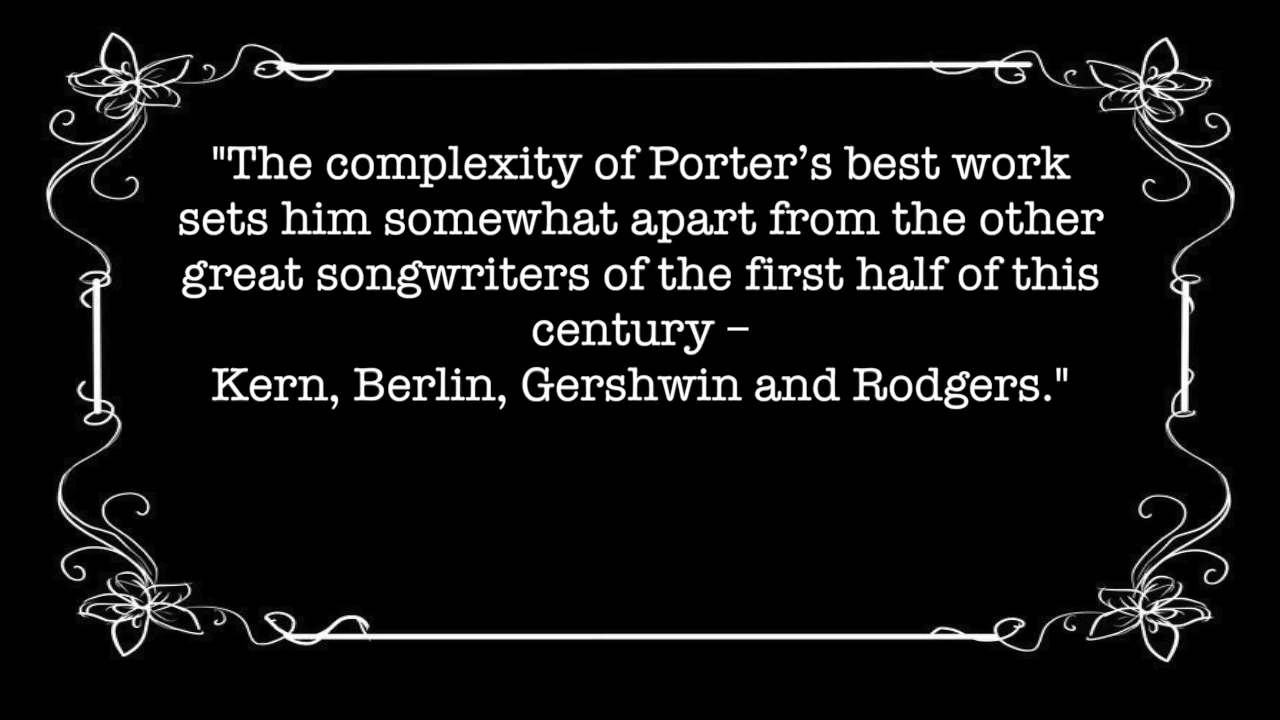 "The complexity of Porter’s best work
sets him somewhat apart from the other
great songwriters of the first half of this
century –
Kern, Berlin, Gershwin and Rodgers."